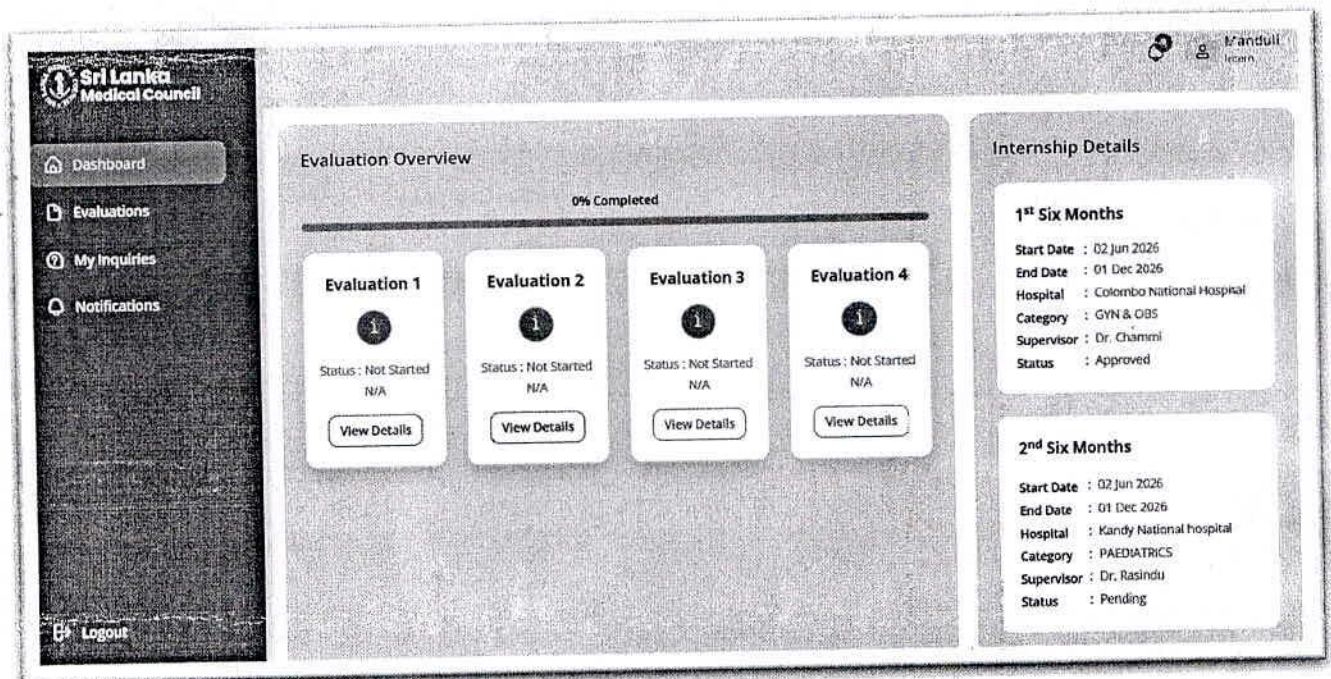 Sri Lanka
Medical Council
Dashboard
Evaluations
My Inquiries
Notifications
Logout
Manduli
Intern
Evaluation Overview
0% Completed
Evaluation 1
Status : Not Started
N/A
View Details
Evaluation 2
Status : Not Started
N/A
View Details
Evaluation 3
Status : Not Started
N/A
View Details
Evaluation 4
Status : Not Started
N/A
View Details
Internship Details
1st Six Months
Start Date : 02 Jun 2026
End Date : 01 Dec 2026
Hospital : Colombo National Hospital
Category : GYN & OBS
Supervisor : Dr. Chammi
Status : Approved
2nd Six Months
Start Date : 02 Jun 2026
End Date : 01 Dec 2026
Hospital : Kandy National hospital
Category : PAEDIATRICS
Supervisor : Dr. Rasindu
Status : Pending